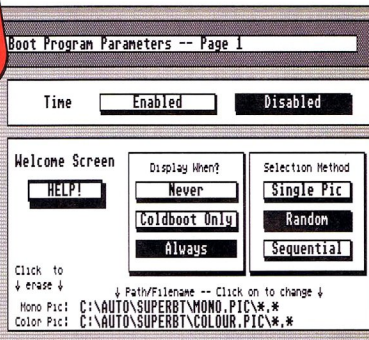 Boot Program Parameters -- Page 1
Time Enabled Disabled
Welcome Screen
HELP!
Display When?
Never
Coldboot Only
Always
Selection Method
Single Pic
Random
Sequential
Click to
↓ erase ↓
↓ Path/Filename -- Click on to change ↓
Mono Pic: C:\AUTO\SUPERBT\MONO.PIC\*.*
Color Pic: C:\AUTO\SUPERBT\COLOUR.PIC\*.*